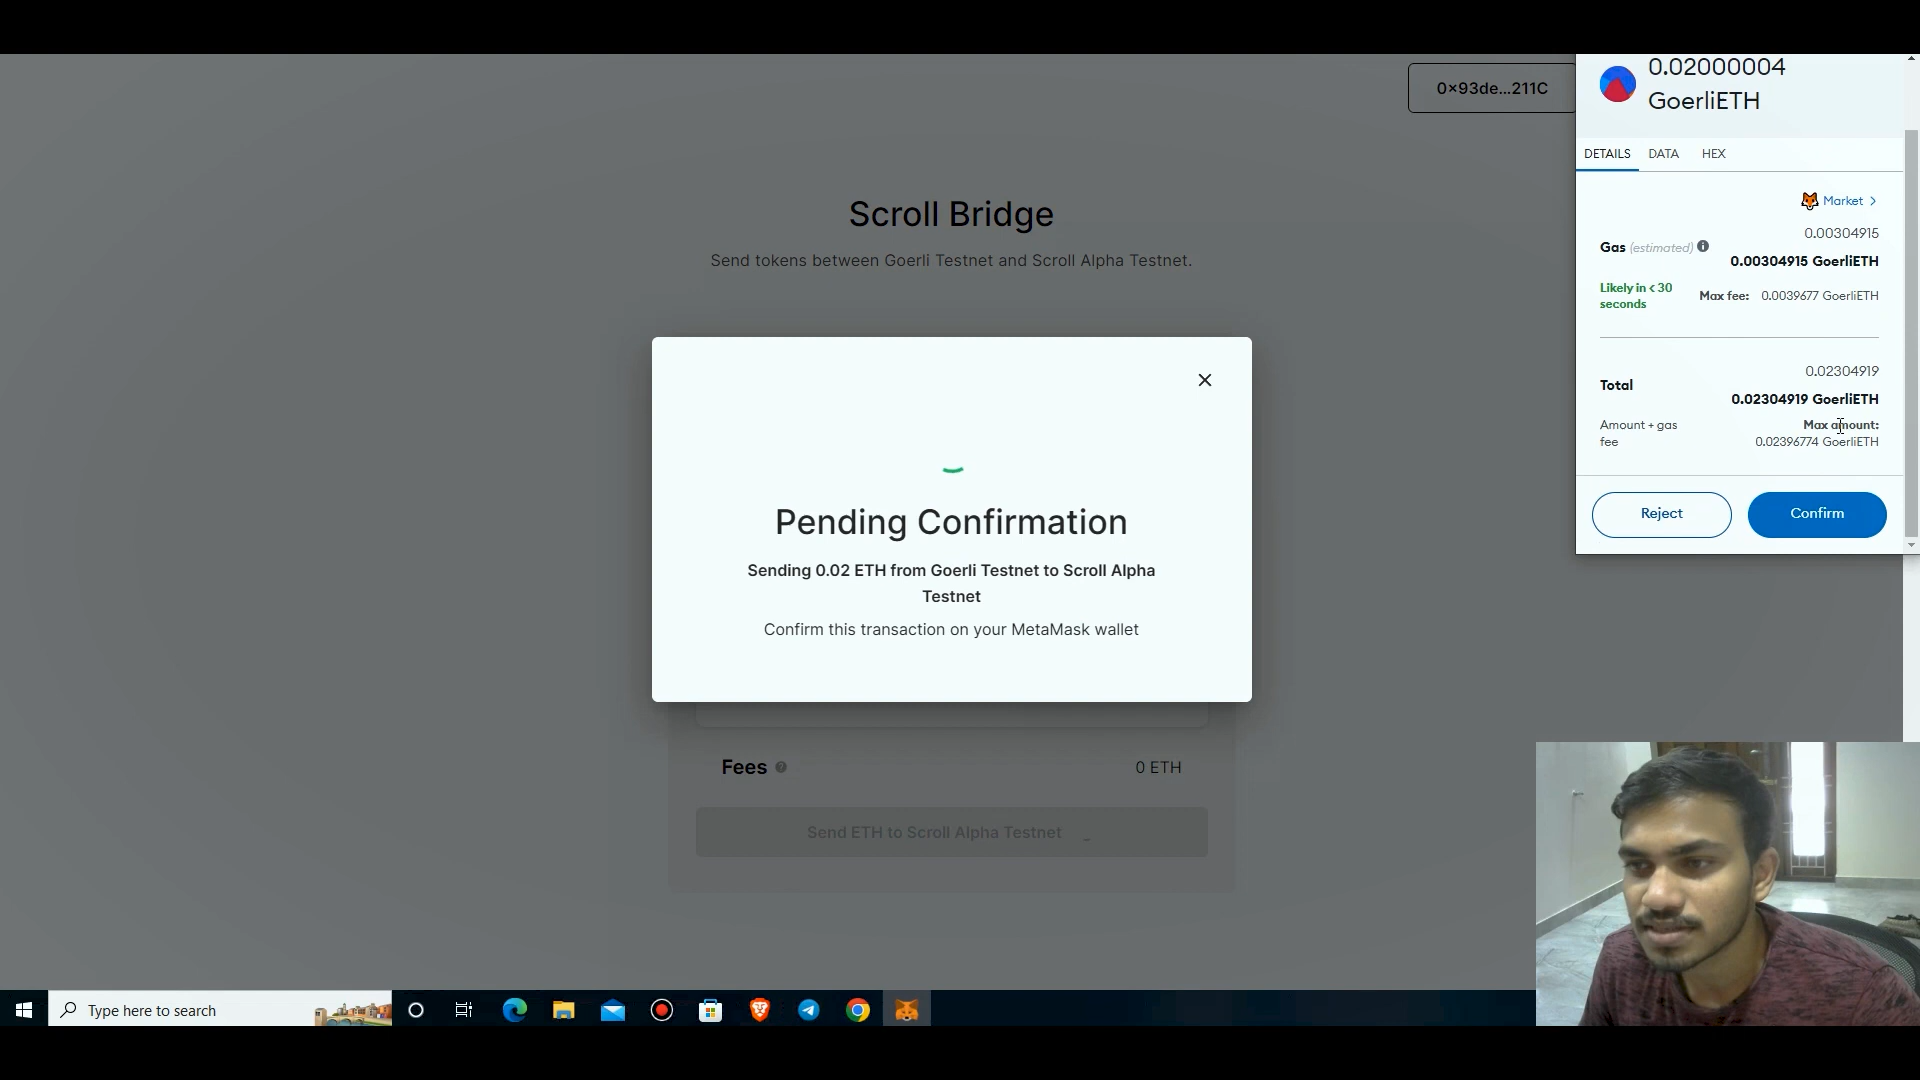 0×93de...211C
0.02000004
GoerliETH
DETAILS DATA HEX
Market >
0.00304915
Gas (estimated)
0.00304915 GoerliETH
Likely in < 30
seconds
Max fee: 0.0039677 GoerliETH
0.02304919
Total
0.02304919 GoerliETH
Amount + gas
fee
Max amount:
0.02396774 GoerliETH
Reject
Confirm
Scroll Bridge
Send tokens between Goerli Testnet and Scroll Alpha Testnet.
Pending Confirmation
Sending 0.02 ETH from Goerli Testnet to Scroll Alpha
Testnet
Confirm this transaction on your MetaMask wallet
Fees
0 ETH
Send ETH to Scroll Alpha Testnet
Type here to search